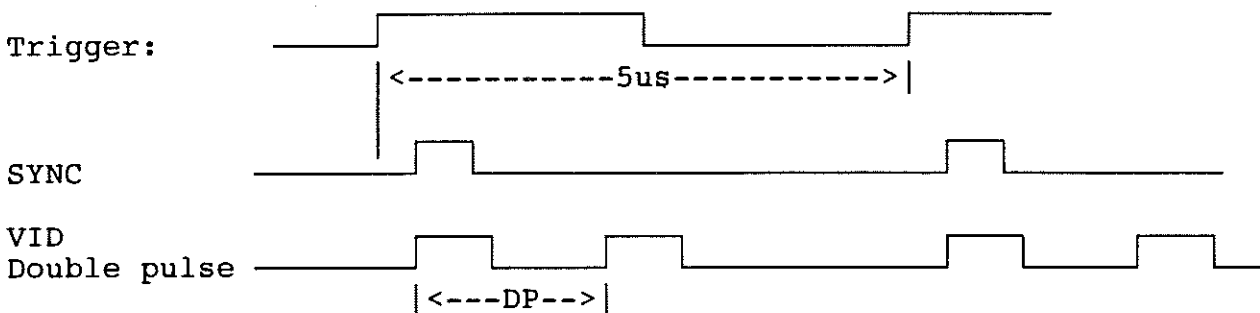 Trigger:
|<-----------5us----------->|
SYNC
VID
Double pulse
|<---DP-->|